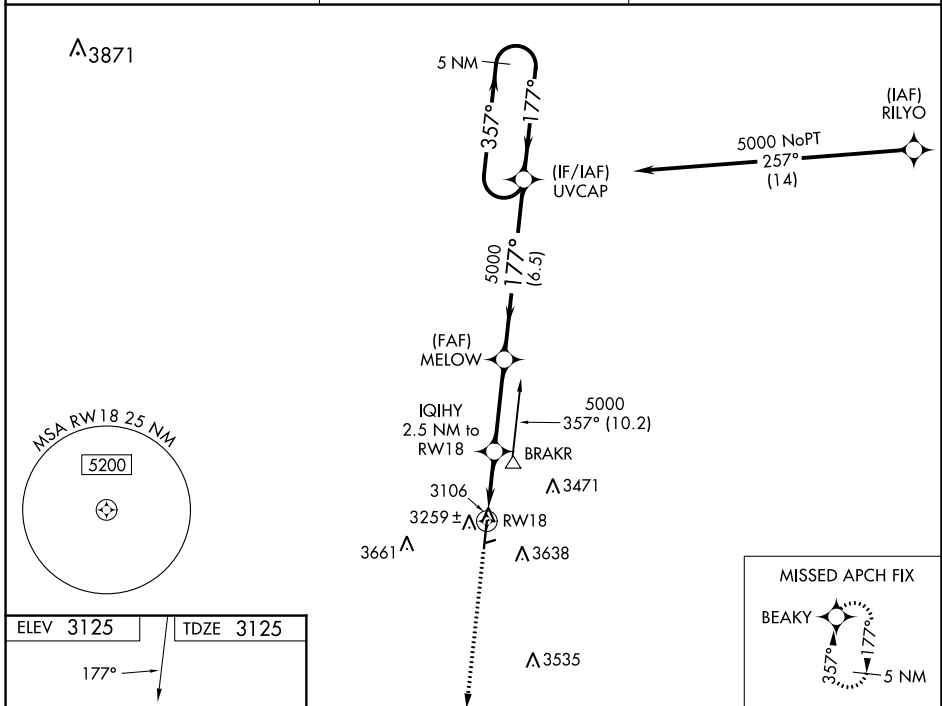 3871
5 NM
357°
177°
(IAF)
RILYO
5000 NoPT
257°
(14)
(IF/IAF)
UVCAP
5000
177°
(6.5)
(FAF)
MELOW
IQIHY
2.5 NM to
RW18
5000
357° (10.2)
BRAKR
MSA RW18 25 NM
5200
3471
3106
3259 ±
RW18
3661
3638
MISSED APCH FIX
BEAKY
357°
177°
5 NM
ELEV 3125
TDZE 3125
177°
3535